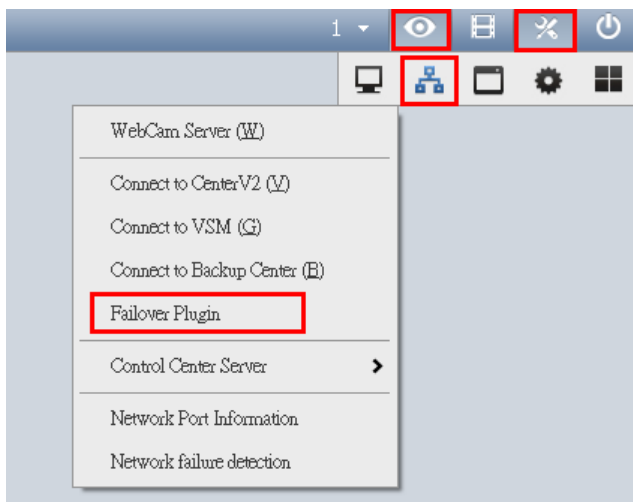 1
WebCam Server (W)
Connect to CenterV2 (V)
Connect to VSM (G)
Connect to Backup Center (B)
Failover Plugin
Control Center Server
Network Port Information
Network failure detection